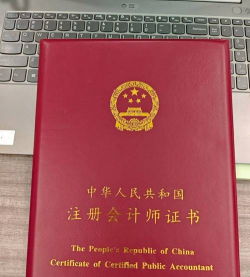 中华人民共和国
注册会计师证书
The People's Republic of China
Certificate of Certified Public Accountant